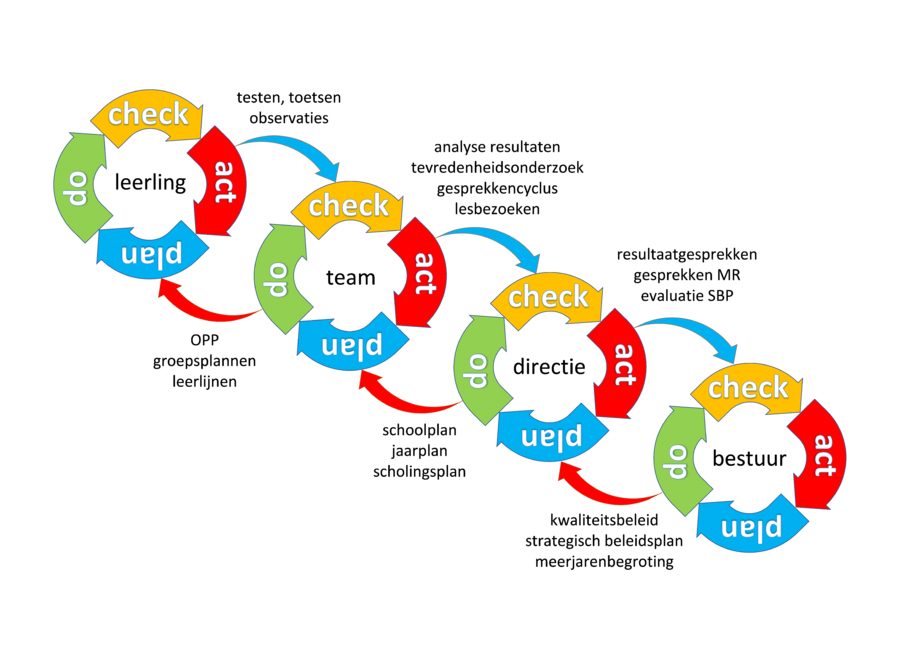 check
act
plan
do
leerling
testen, toetsen
observaties
check
act
plan
do
team
analyse resultaten
tevredenheidsonderzoek
gesprekkencyclus
lesbezoeken
OPP
groepsplannen
leerlijnen
check
act
plan
do
directie
resultaatgesprekken
gesprekken MR
evaluatie SBP
schoolplan
jaarplan
scholingsplan
check
act
plan
do
bestuur
kwaliteitsbeleid
strategisch beleidsplan
meerjarenbegroting